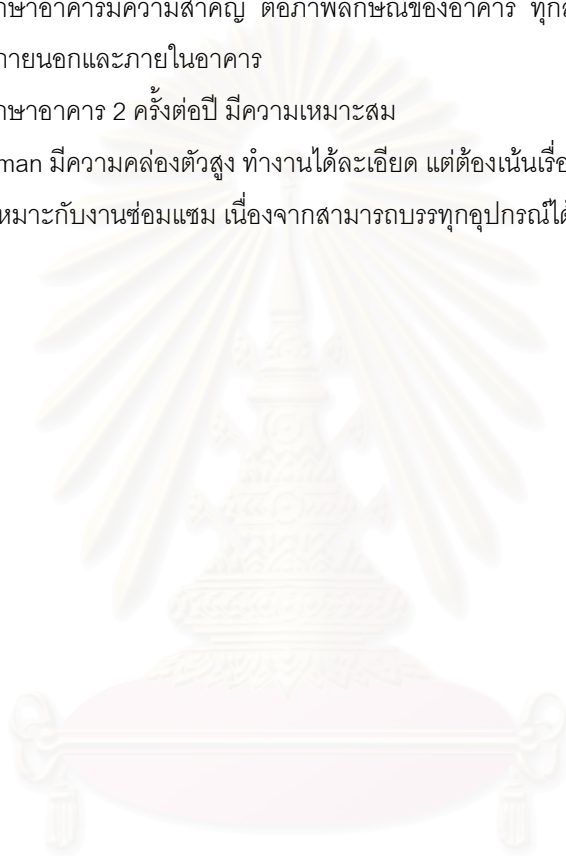 กษาอาคารมีความสำคัญ ต่อภาพลักษณ์ของอาคาร ทุก
ายนอกและภายในอาคาร
กษาอาคาร 2 ครั้งต่อปี มีความเหมาะสม
man มีความคล่องตัวสูง ทำงานได้ละเอียด แต่ต้องเน้นเรื่อ
หมาะกับงานซ่อมแซม เนื่องจากสามารถบรรทุกอุปกรณ์ได้